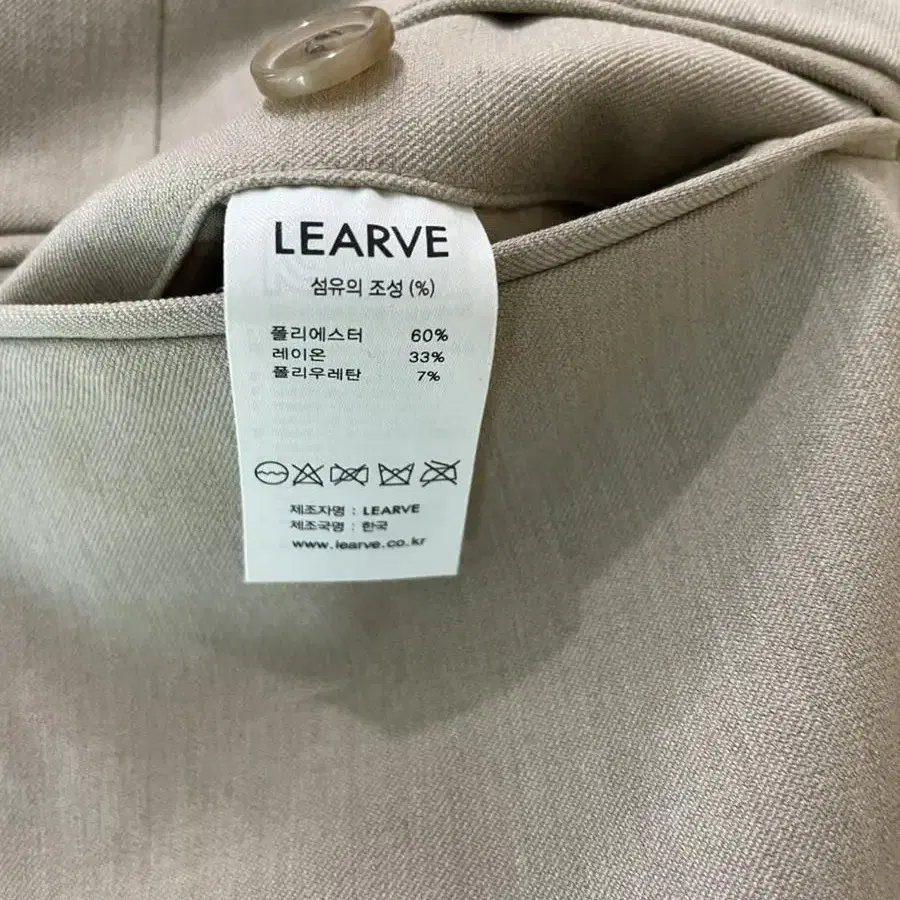 LEARVE
섬유의 조성 (%)
폴리에스터 60%
레이온 33%
폴리우레탄 7%
제조자명 : LEARVE
제조국명 : 한국
www.learve.co.kr